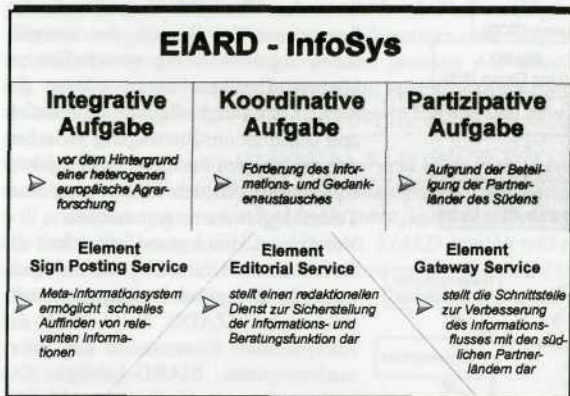 EIARD - InfoSys
Integrative
Aufgabe
vor dem Hintergrund
einer heterogenen
europäische Agrar-
forschung
Element
Sign Posting Service
Meta-Informationsystem
ermöglicht schnelles
Auffinden von rele-
vanten Informa-
tionen
Koordinative
Aufgabe
Förderung des Infor-
mations- und Gedank-
enaustausches
Element
Editorial Service
stellt einen redaktionellen
Dienst zur Sicherstellung
der Informations- und
Beratungsfunktion dar
Partizipative
Aufgabe
Aufgrund der Beteil-
igung der Partner-
länder des Südens
Element
Gateway Service
stellt die Schnittstelle
zur Verbesserung
des Informations-
flusses mit den süd-
lichen Partner-
ländern dar